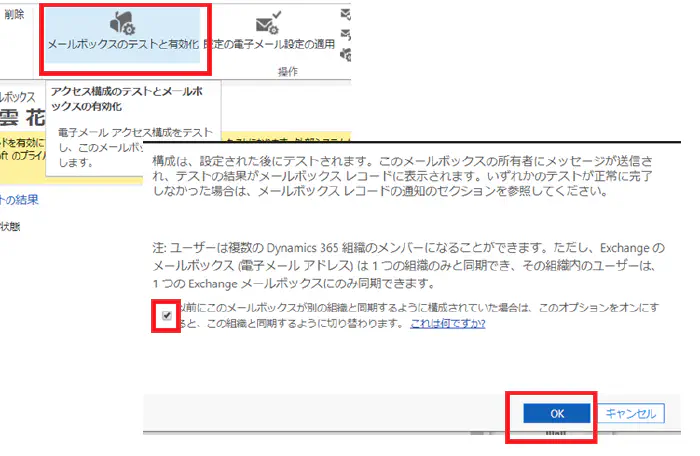 削除
メールボックスのテストと有効化
定の電子メール設定の適用
操作
アクセス構成のテストとメールボ
ックスの有効化
電子メール アクセス構成をテスト
し、このメールボッ
します。
ルボックス
雲 花
ードを有効に
oft のプライバ
トの結果
状態
構成は、設定された後にテストされます。このメールボックスの所有者にメッセージが送信さ
れ、テストの結果がメールボックス レコードに表示されます。いずれかのテストが正常に完了
しなかった場合は、メールボックス レコードの通知のセクションを参照してください。
注: ユーザーは複数の Dynamics 365 組織のメンバーになることができます。ただし、Exchange の
メールボックス (電子メール アドレス) は 1 つの組織のみと同期でき、その組織内のユーザーは、
1 つの Exchange メールボックスにのみ同期できます。
以前にこのメールボックスが別の組織と同期するように構成されていた場合は、このオプションをオンにす
ると、この組織と同期するように切り替わります。 これは何ですか?
OK
キャンセル